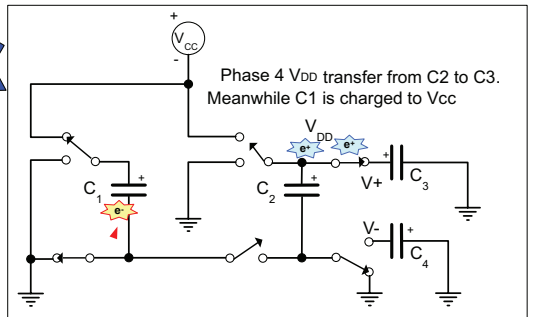 +
VCC
-
Phase 4 VDD transfer from C2 to C3.
Meanwhile C1 is charged to Vcc
VDD
e+
e+
+
C1
e-
+
C2
+
V+
C3
V-
+
C4